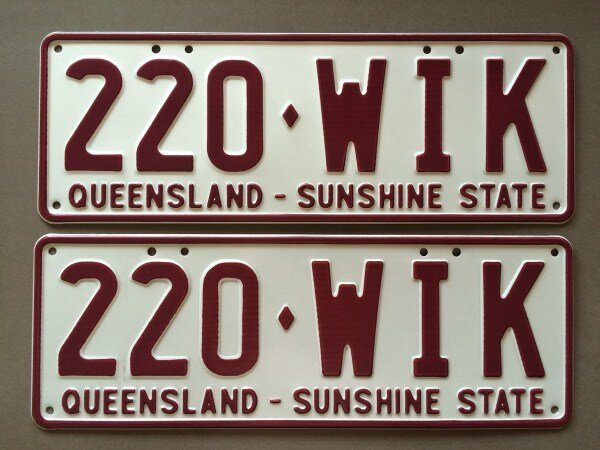 220♦WIK
QUEENSLAND - SUNSHINE STATE
220♦WIK
QUEENSLAND - SUNSHINE STATE